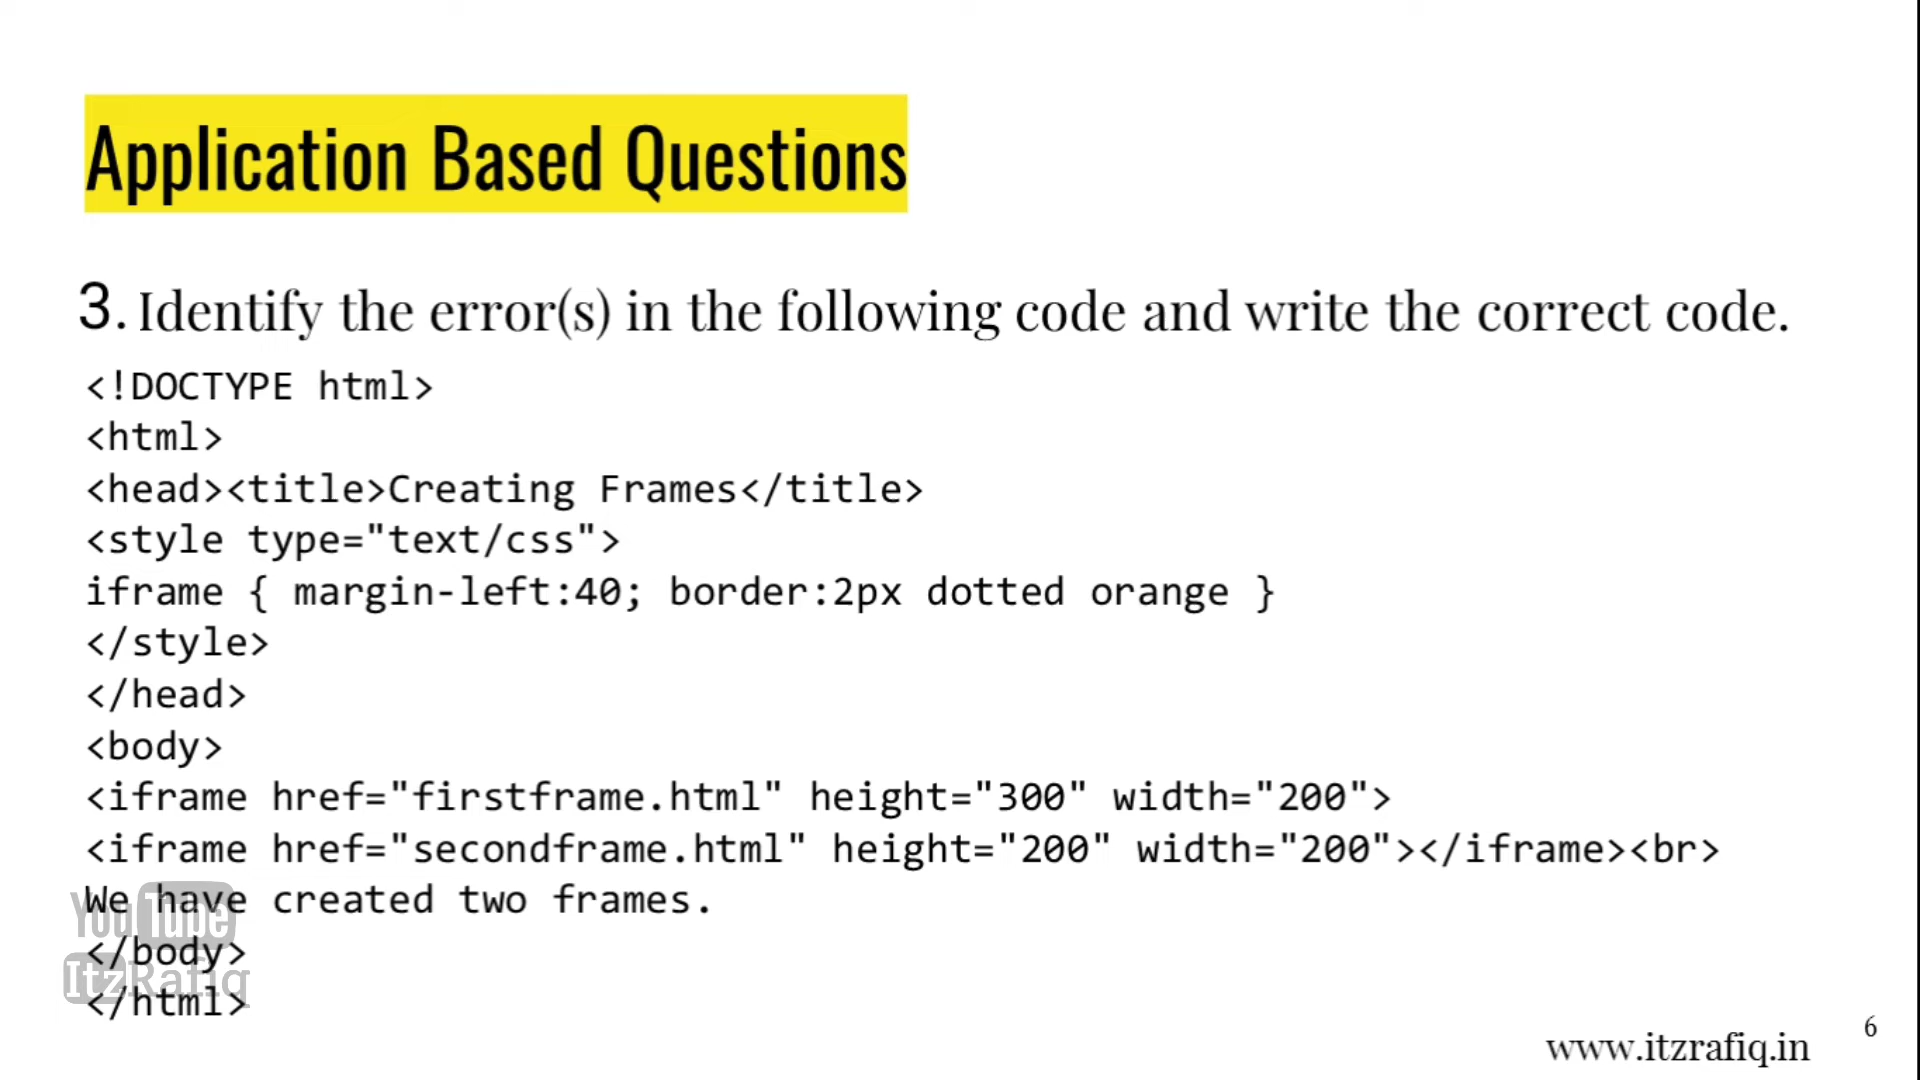 Application Based Questions
3. Identify the error(s) in the following code and write the correct code.
<!DOCTYPE html>
<html>
<head><title>Creating Frames</title>
<style type="text/css">
iframe { margin-left:40; border:2px dotted orange }
</style>
</head>
<body>
<iframe href="firstframe.html" height="300" width="200">
<iframe href="secondframe.html" height="200" width="200"></iframe><br>
We have created two frames.
</body>
</html>
YouTube
ItzRafiq
www.itzrafiq.in
6